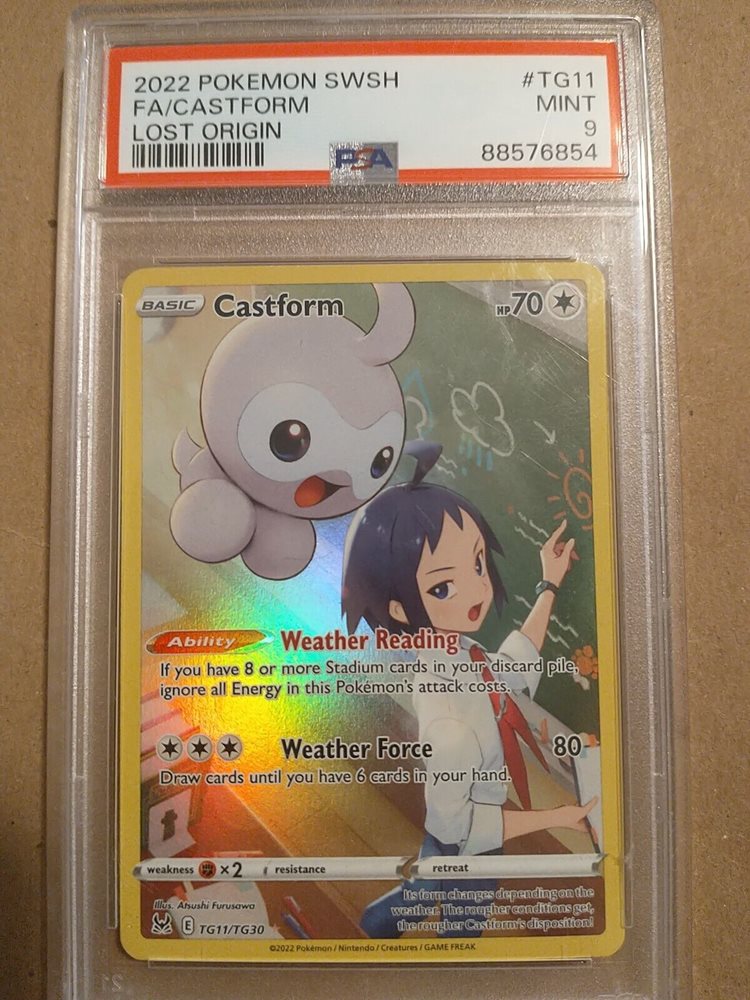 2022 POKEMON SWSH #TG11
FA/CASTFORM MINT
LOST ORIGIN 9
PSA 88576854
BASIC Castform HP70
Ability Weather Reading
If you have 8 or more Stadium cards in your discard pile,
ignore all Energy in this Pokémon's attack costs.
Weather Force 80
Draw cards until you have 6 cards in your hand.
weakness ×2 resistance retreat
Its form changes depending on the
weather. The rougher conditions get,
the rougher Castform's disposition!
Illus. Atsushi Furusawa
E TG11/TG30
©2022 Pokémon / Nintendo / Creatures / GAME FREAK